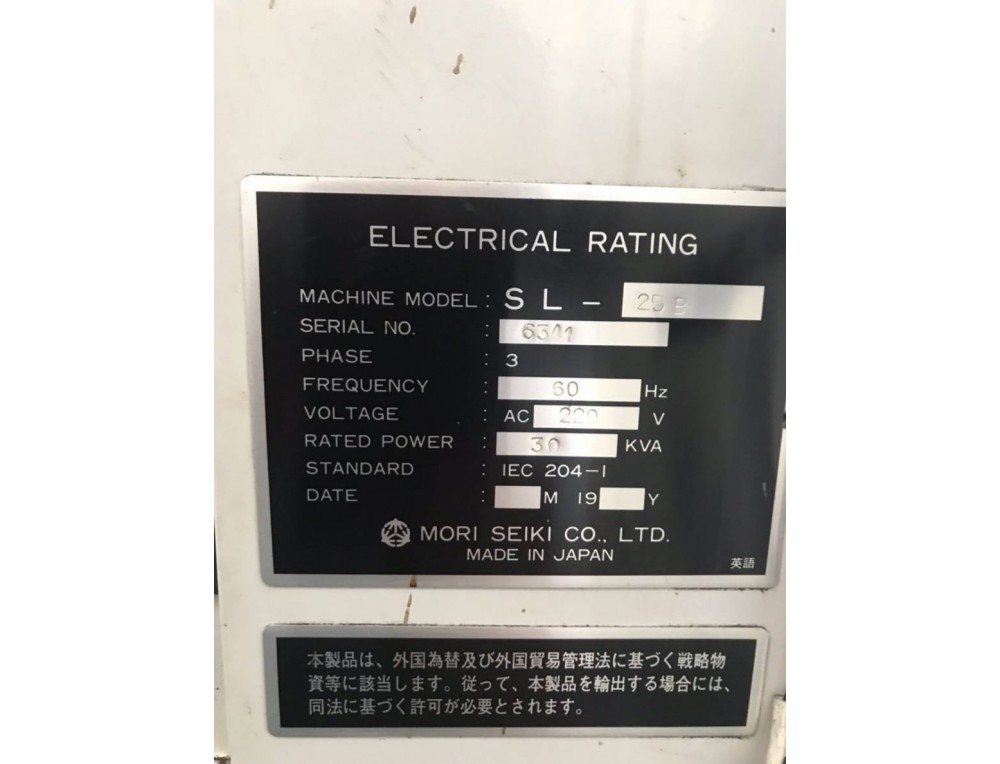 ELECTRICAL RATING
MACHINE MODEL : SL - 25 B
SERIAL NO. : 6341
PHASE : 3
FREQUENCY : 60 Hz
VOLTAGE : AC 220 V
RATED POWER : 30 KVA
STANDARD : IEC 204-1
DATE : M 19 Y
MORI SEIKI CO., LTD.
MADE IN JAPAN
英語
本製品は、外国為替及び外国貿易管理法に基づく戦略物
資等に該当します。従って、本製品を輸出する場合には、
同法に基づく許可が必要とされます。